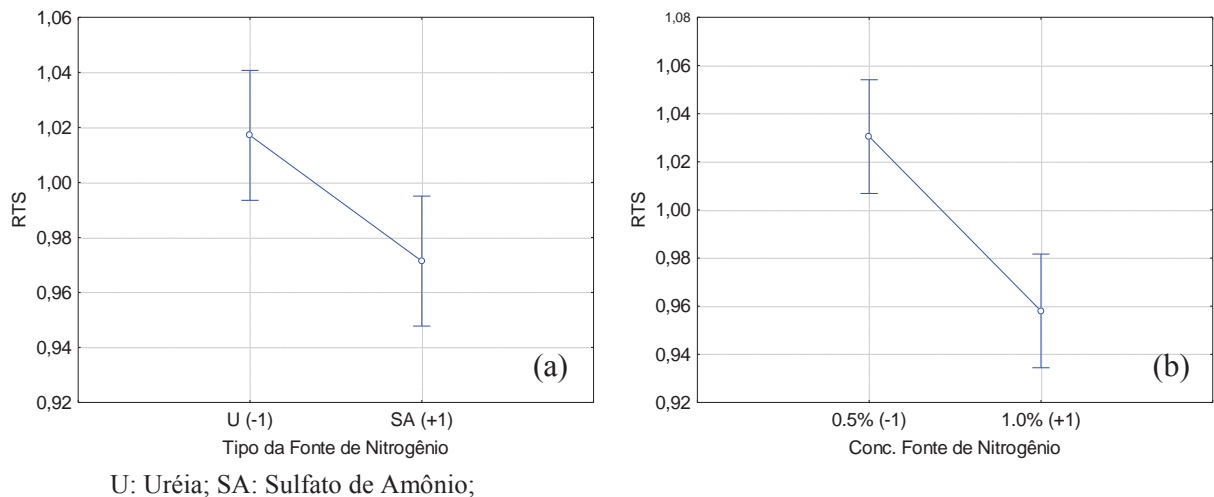 1,06
1,04
1,02
1,00
0,98
0,96
0,94
0,92
RTS
(a)
U (-1)
SA (+1)
Tipo da Fonte de Nitrogênio
1,08
1,06
1,04
1,02
1,00
0,98
0,96
0,94
0,92
RTS
(b)
0.5% (-1)
1.0% (+1)
Conc. Fonte de Nitrogênio
U: Uréia; SA: Sulfato de Amônio;